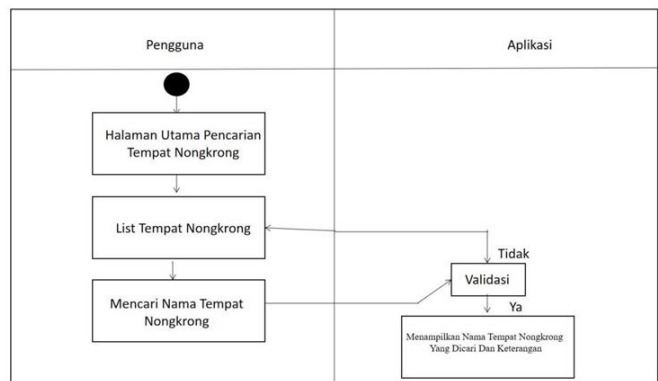 Pengguna
Aplikasi
Halaman Utama Pencarian
Tempat Nongkrong
List Tempat Nongkrong
Tidak
Validasi
Mencari Nama Tempat
Nongkrong
Ya
Menampilkan Nama Tempat Nongkrong
Yang Dicari Dan Keterangan